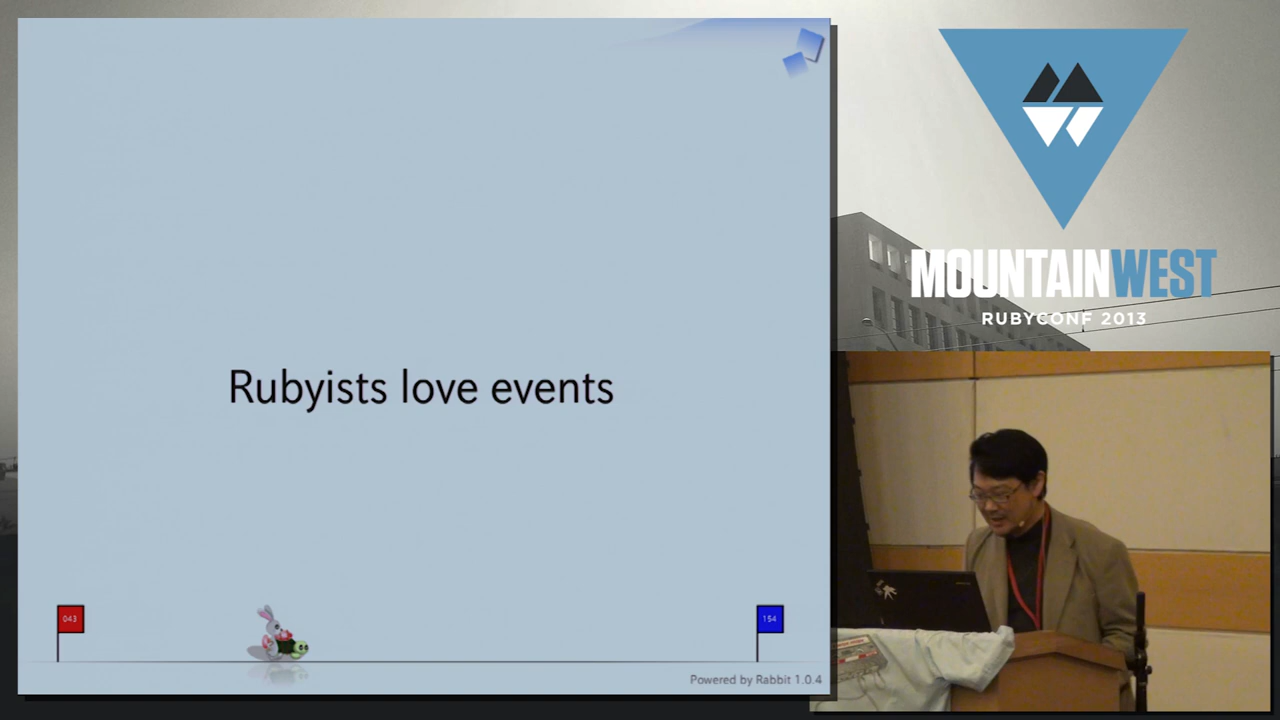 Rubyists love events
043
154
Powered by Rabbit 1.0.4
MOUNTAINWEST
RUBYCONF 2013